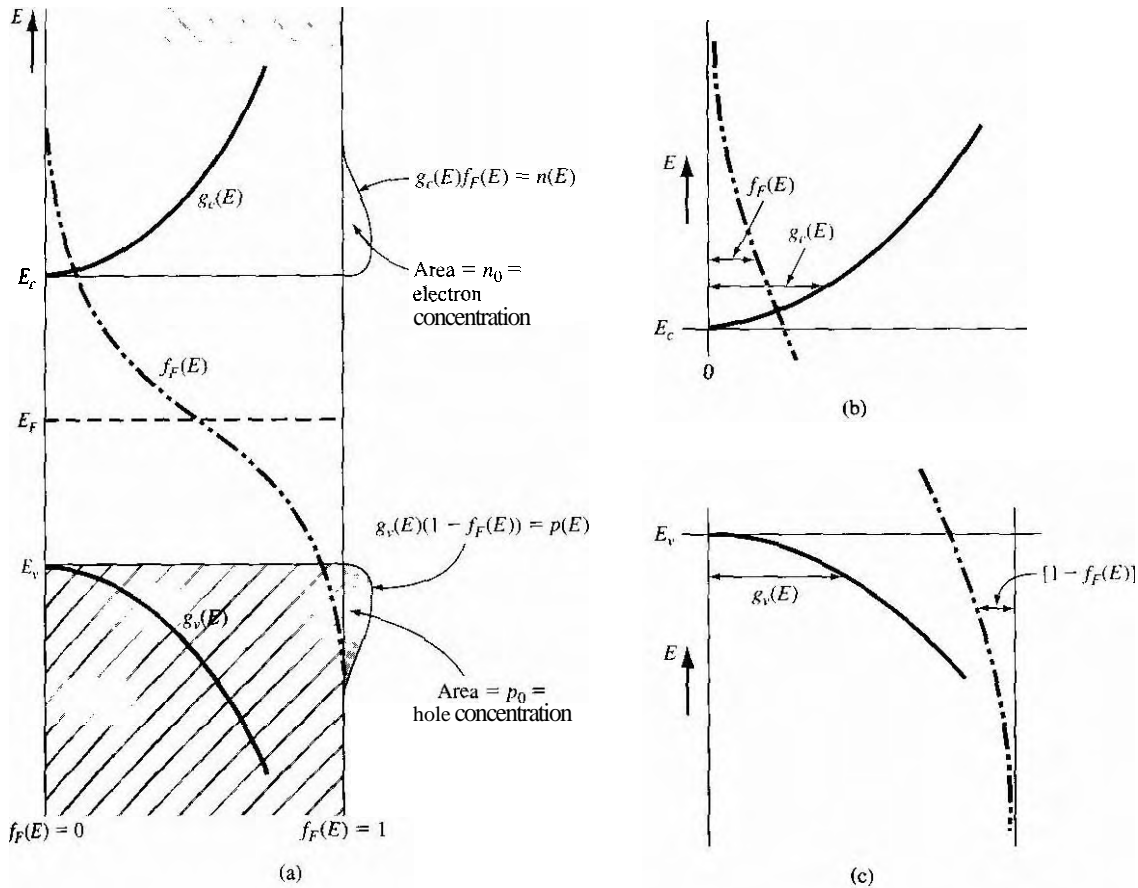 E
g_c(E)
g_c(E)f_F(E) = n(E)
E_c
Area = n_0 =
electron
concentration
f_F(E)
E_F
g_v(E)(1 − f_F(E)) = p(E)
E_v
g_v(E)
Area = p_0 =
hole concentration
f_F(E) = 0
f_F(E) = 1
(a)
E
f_F(E)
g_c(E)
E_c
0
(b)
E_v
[1 − f_F(E)]
g_v(E)
E
(c)